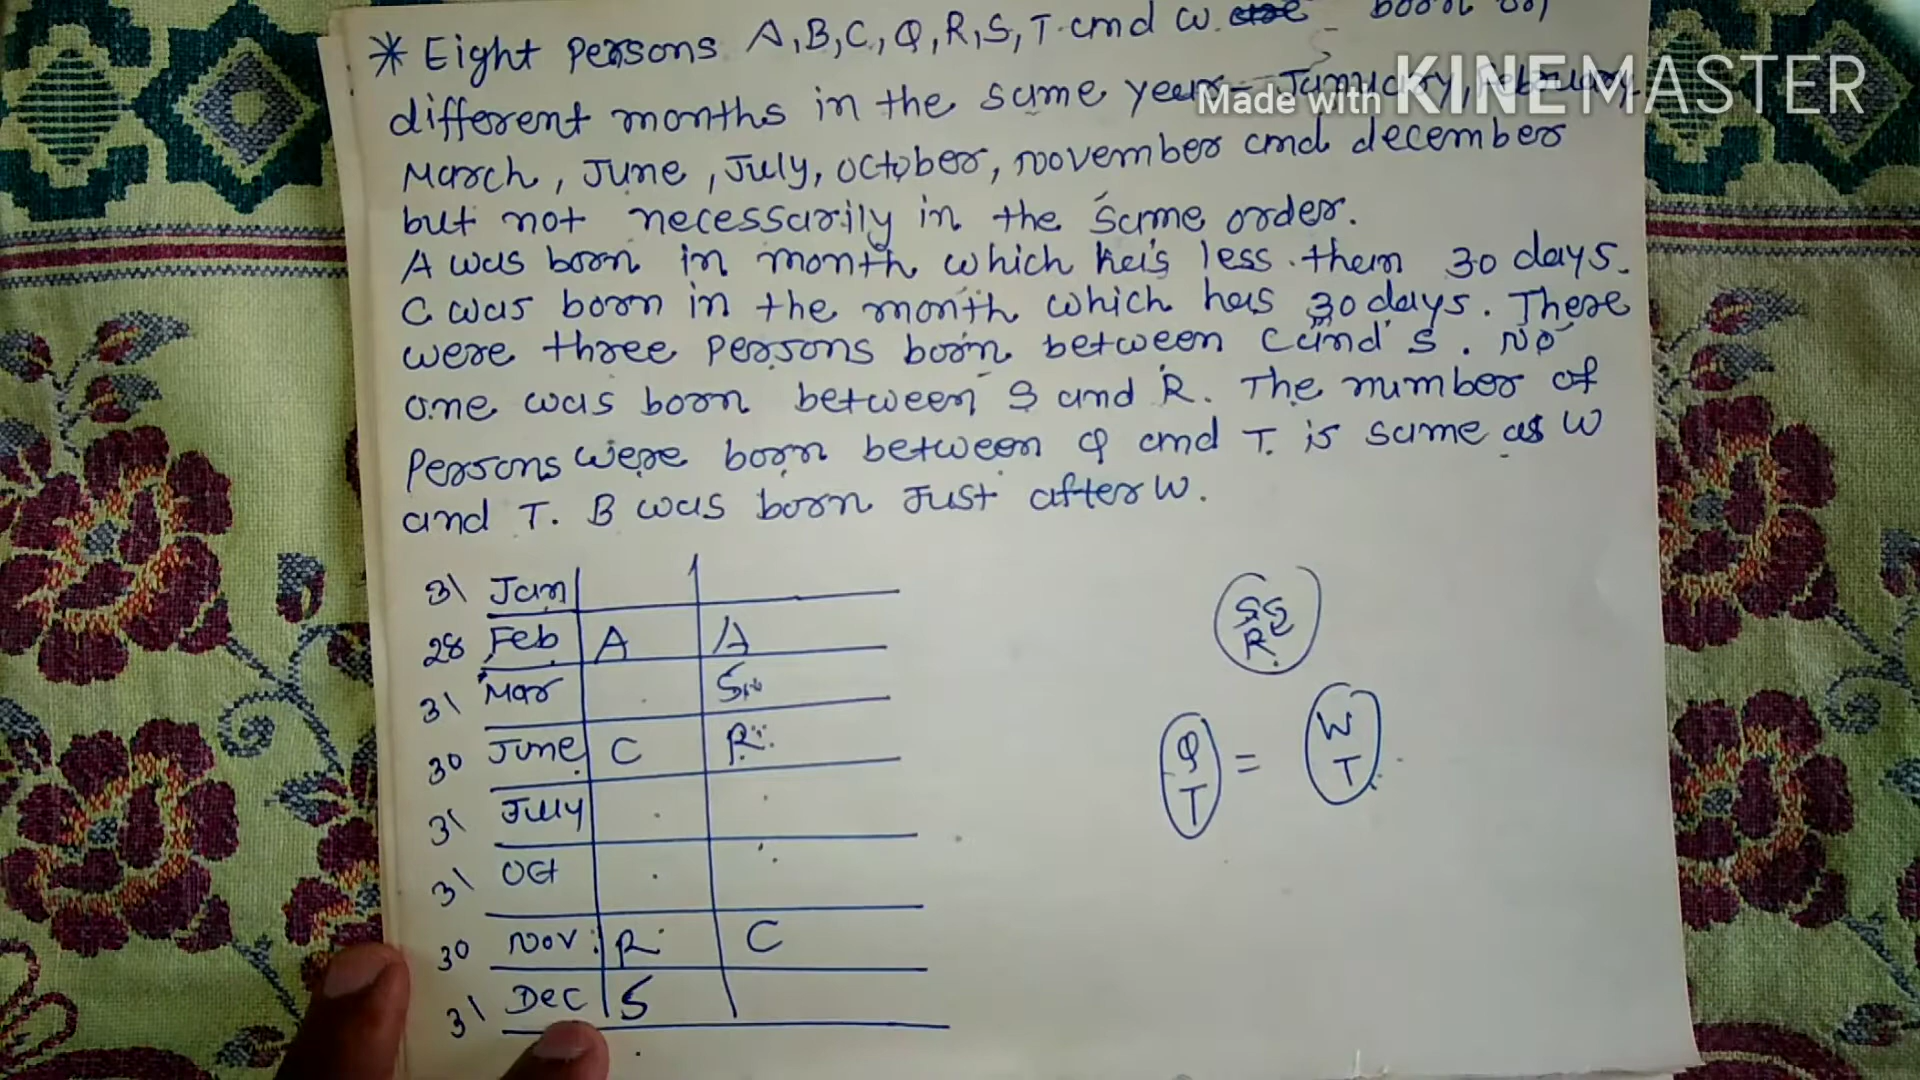 * Eight persons A, B, C, Q, R, S, T and W. born on
Made with KINEMASTER
different months in the same year - January, February
March, June, July, october, november and december
but not necessarily in the same order.
A was born in month which has less than 30 days.
C was born in the month which has 30 days. There
were three persons born between C and S. No
one was born between S and R. The number of
persons were born between Q and T. is same as W
and T. B was born Just after W.
31 Jan
28 Feb A A
31 Mar S
30 June C R
31 July
31 Oct
30 Nov R C
31 Dec S
S
R
Q = W
T T